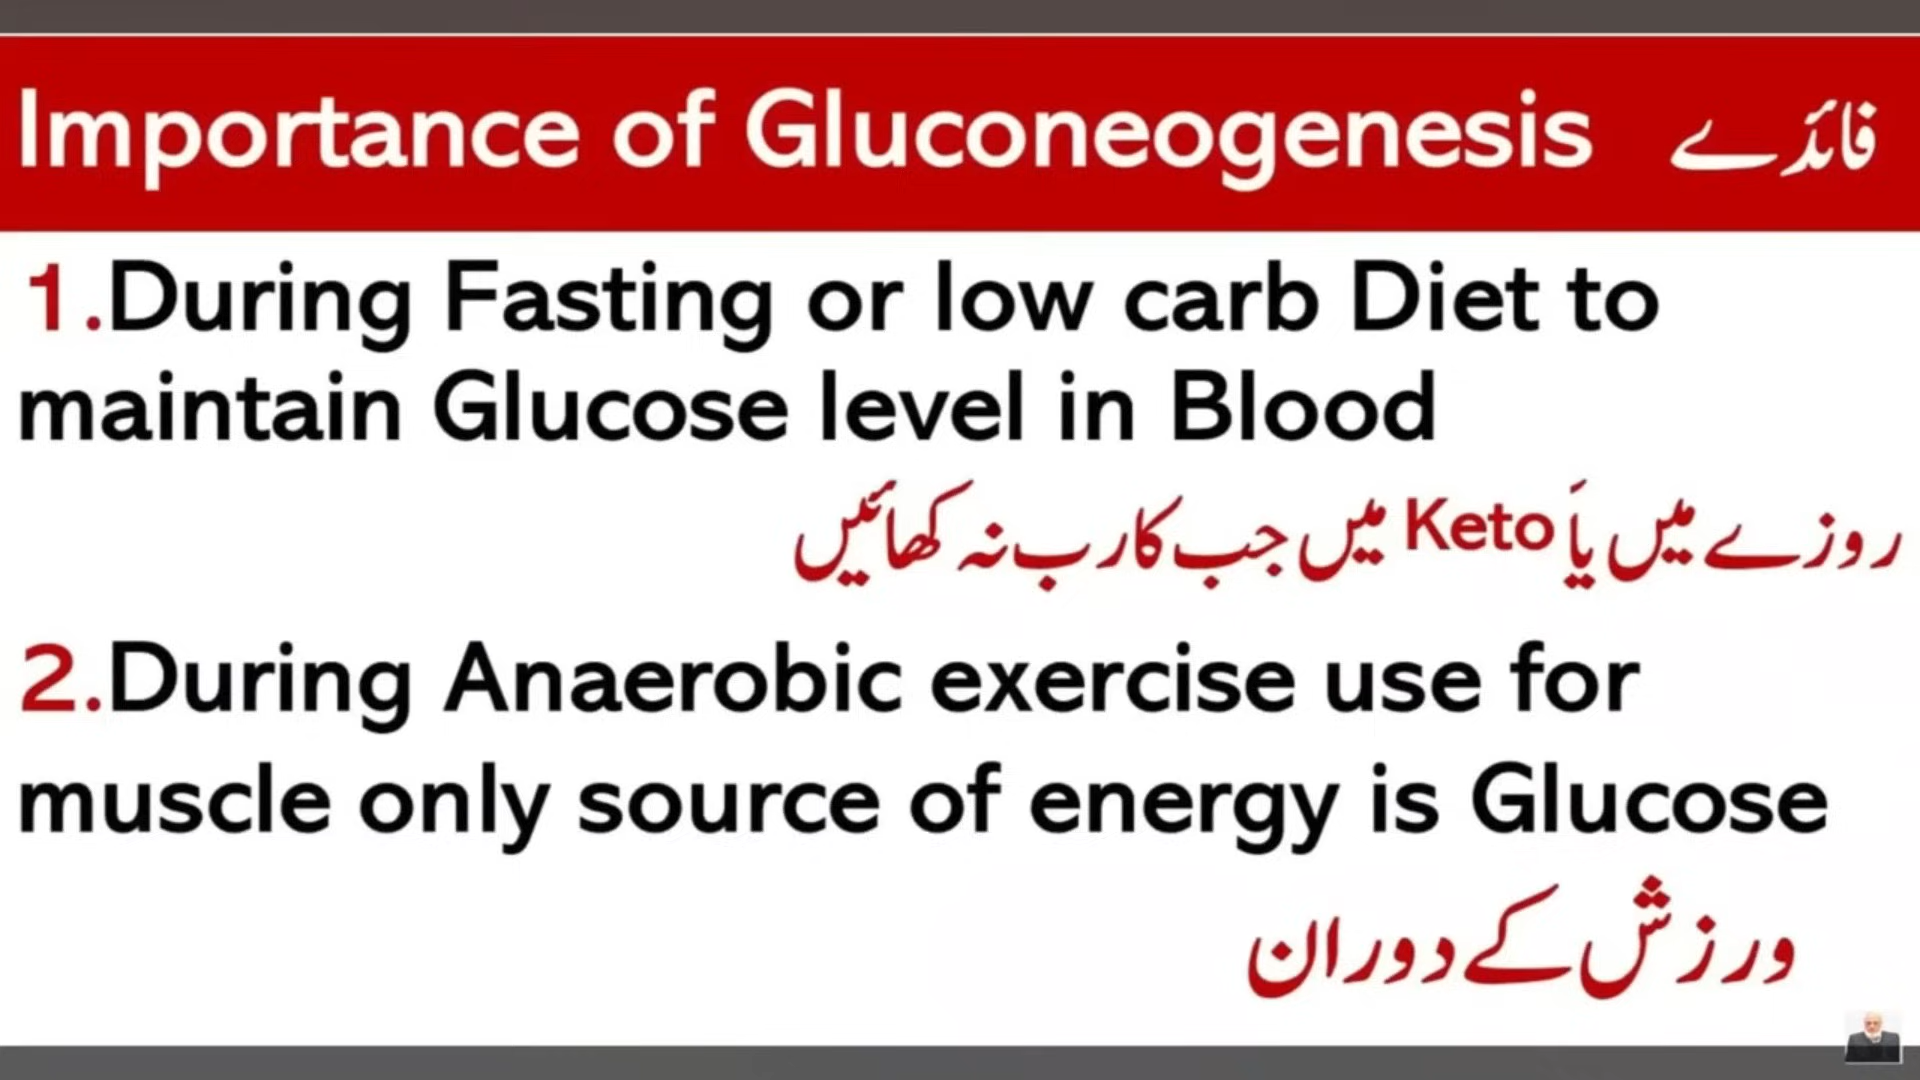 Importance of Gluconeogenesis فائدے
1.During Fasting or low carb Diet to
maintain Glucose level in Blood
روزے میں یاَ Keto میں جب کارب نہ کھائیں
2.During Anaerobic exercise use for
muscle only source of energy is Glucose
ورزش کے دوران